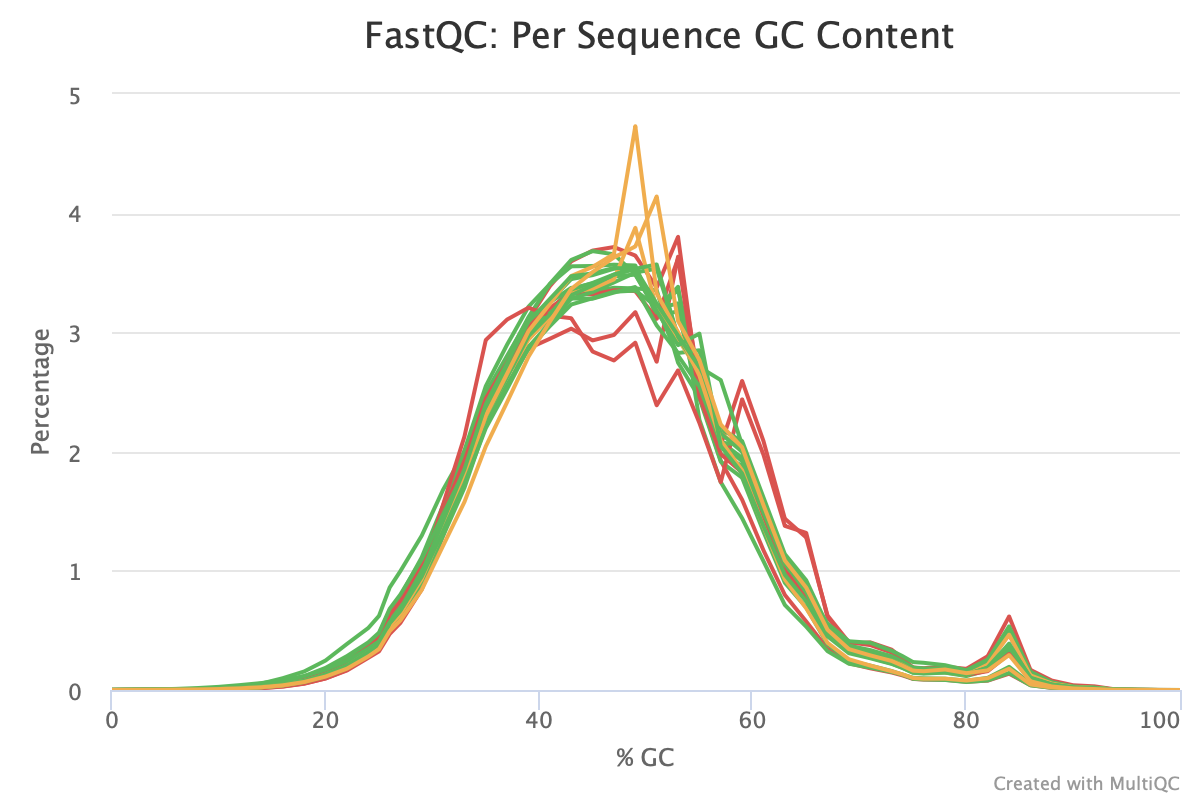 FastQC: Per Sequence GC Content
5
4
3
2
1
0
Percentage
0 20 40 60 80 100
% GC
Created with MultiQC